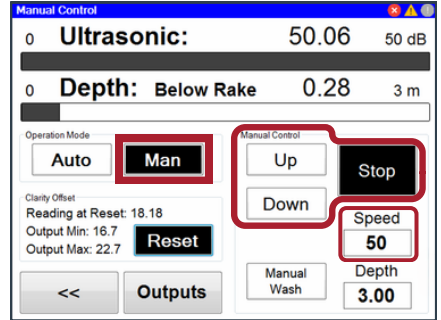 Manual Control
0 Ultrasonic: 50.06 50 dB
0 Depth: Below Rake 0.28 3 m
Operation Mode
Auto Man
Manual Control
Up Stop
Down
Clarity Offset
Reading at Reset: 18.18
Output Min: 16.7
Output Max: 22.7
Reset
Speed
50
<< Outputs
Manual
Wash
Depth
3.00